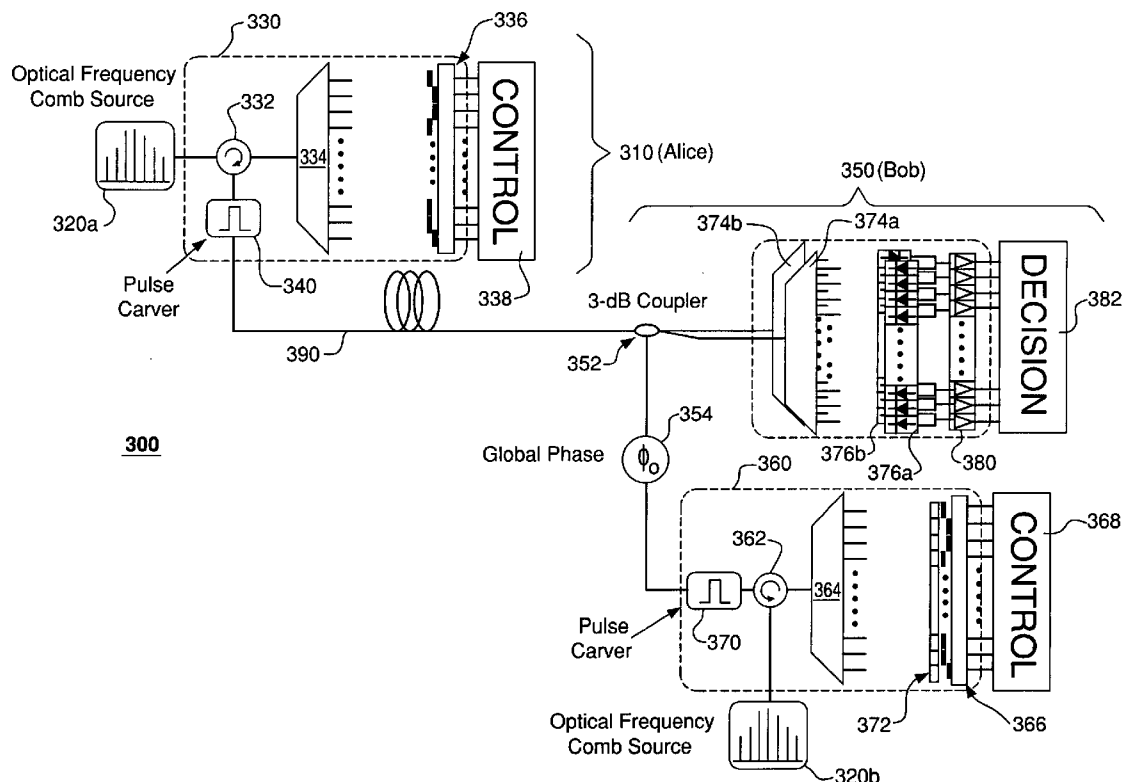 330
336
Optical Frequency
Comb Source
332
334
CONTROL
310 (Alice)
320a
340
338
Pulse
Carver
350 (Bob)
374b
374a
3-dB Coupler
DECISION
382
390
352
354
300
Global Phase
ϕo
376b
376a
380
360
362
364
CONTROL
368
Pulse
Carver
370
372
366
Optical Frequency
Comb Source
320b